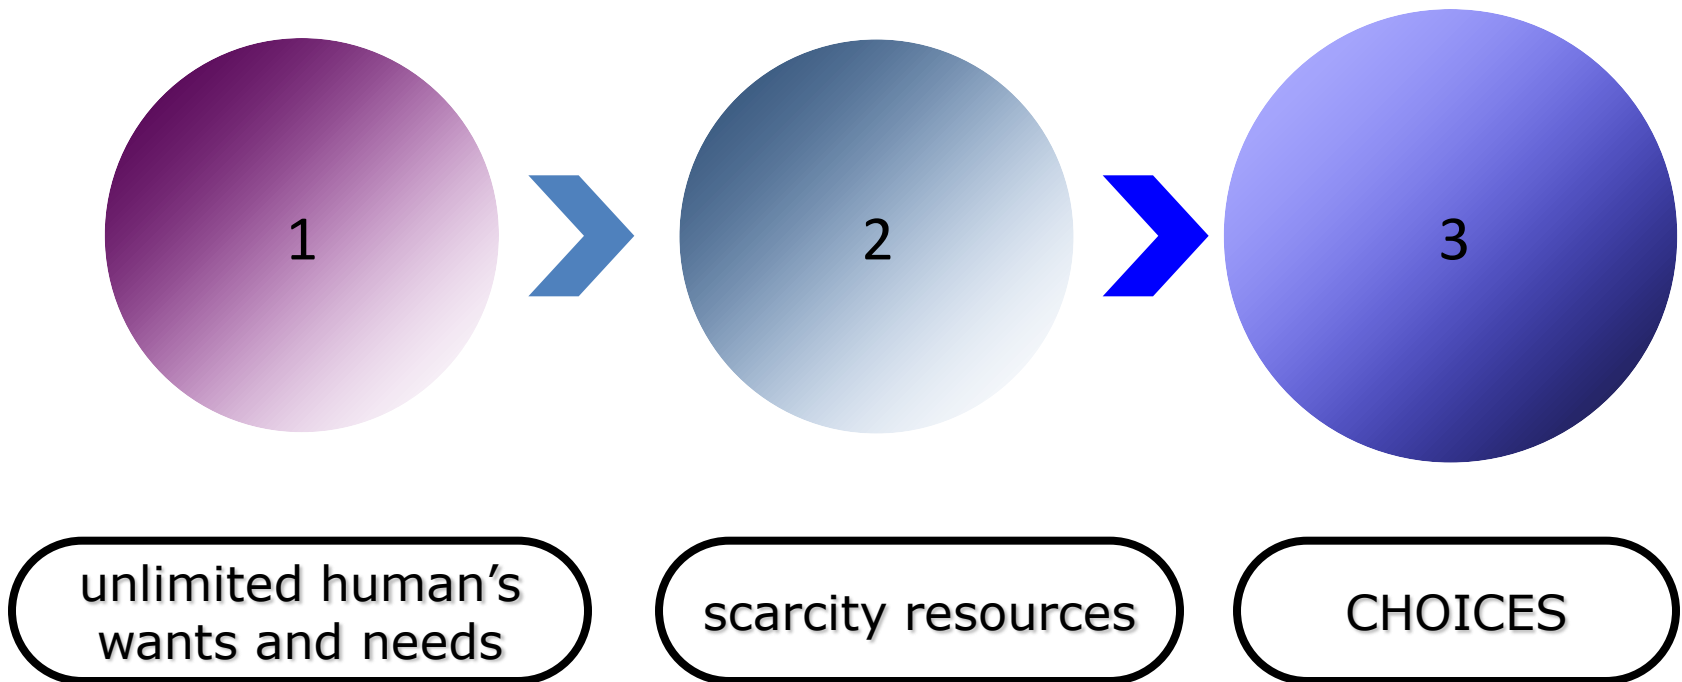 1
2
3
unlimited human’s
wants and needs
scarcity resources
CHOICES